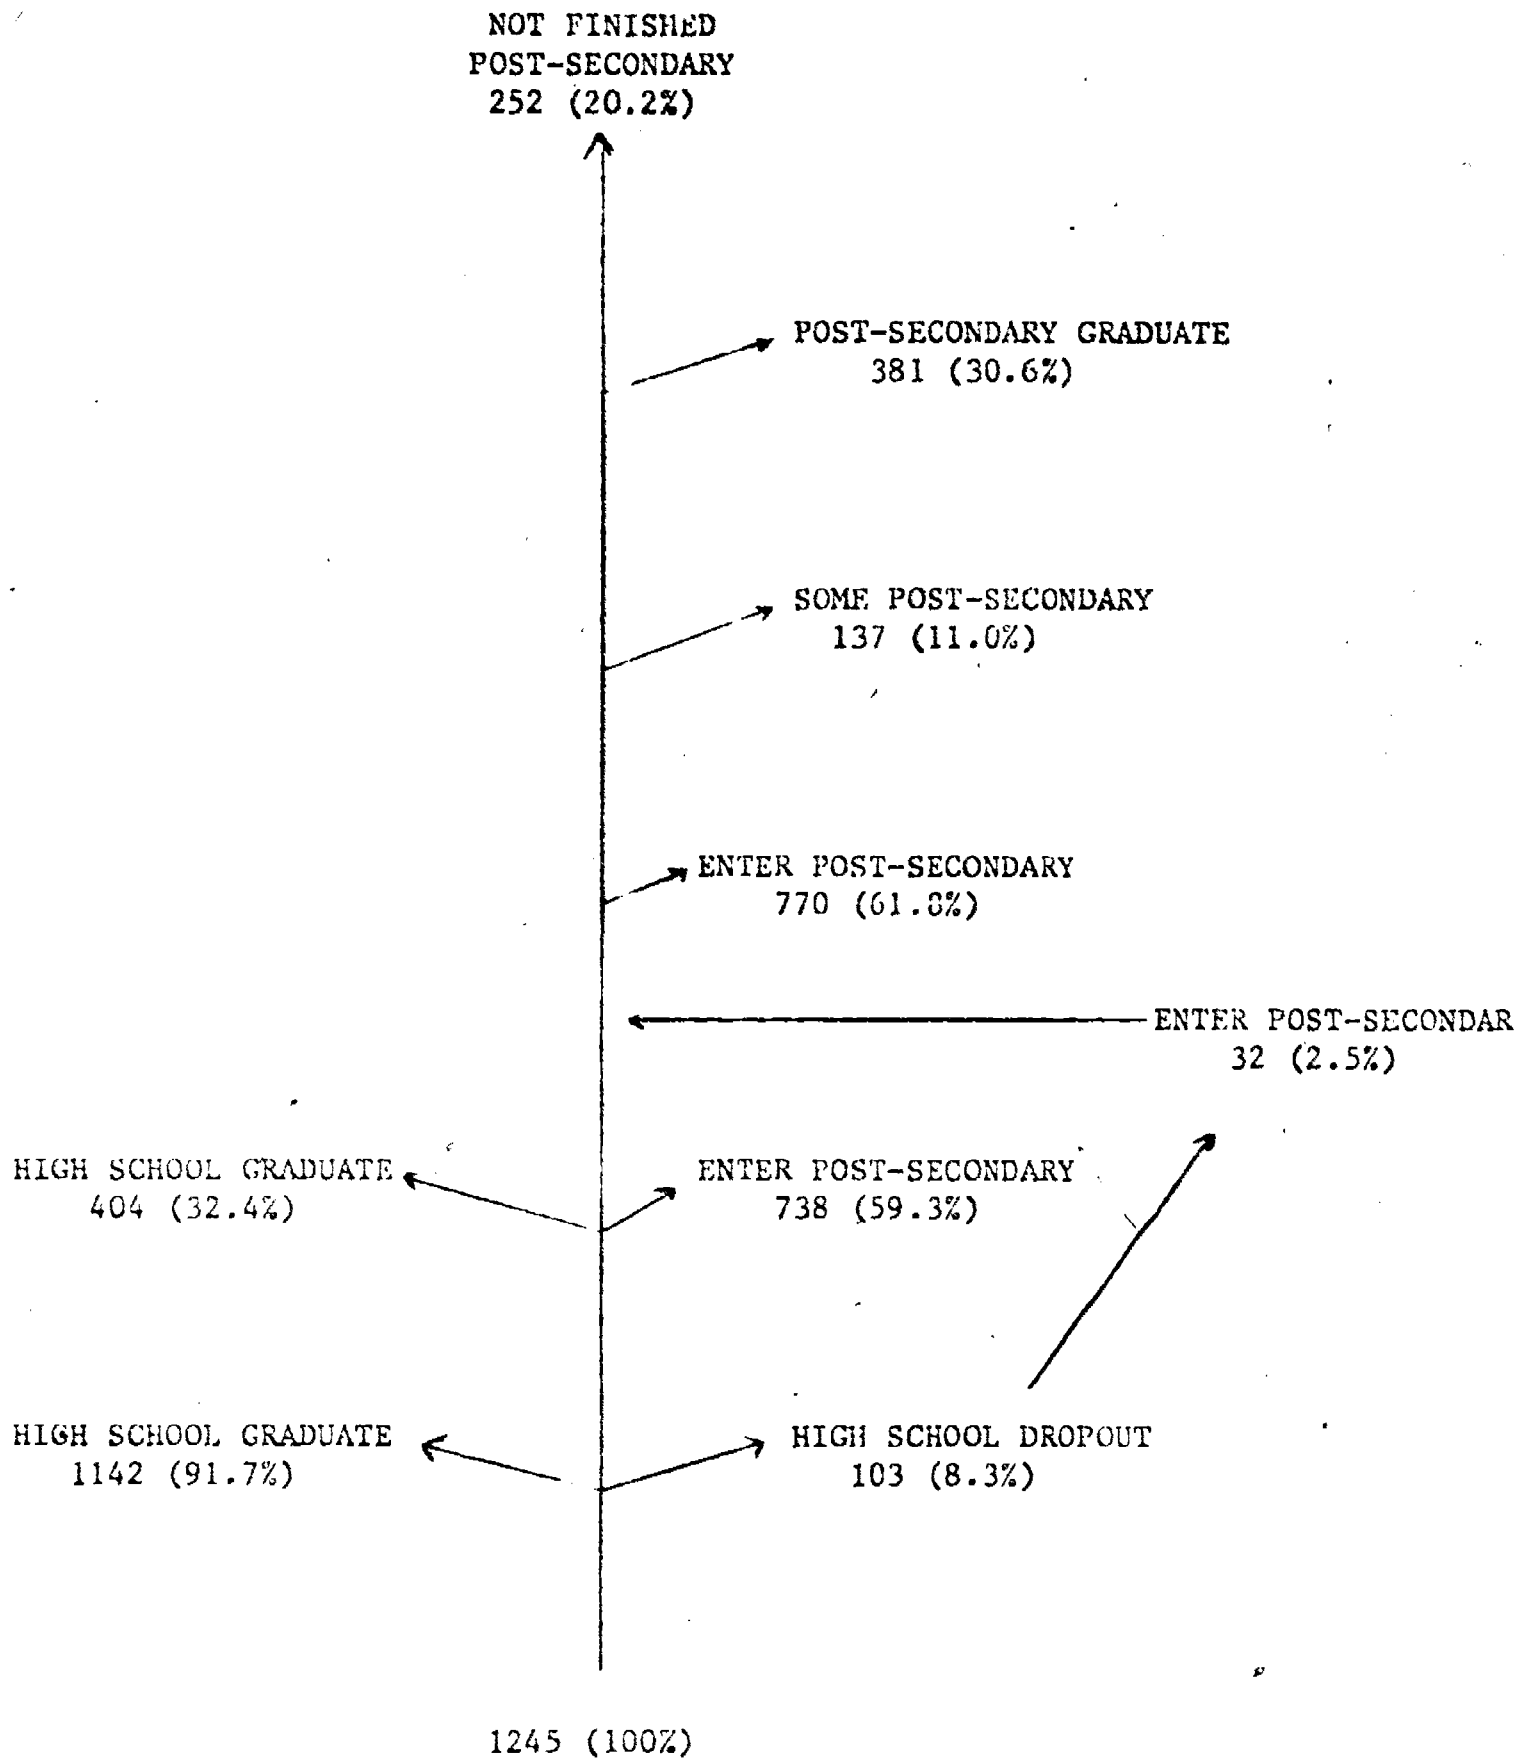 NOT FINISHED
POST-SECONDARY
252 (20.2%)
POST-SECONDARY GRADUATE
381 (30.6%)
SOME POST-SECONDARY
137 (11.0%)
ENTER POST-SECONDARY
770 (61.8%)
ENTER POST-SECONDAR
32 (2.5%)
HIGH SCHOOL GRADUATE
404 (32.4%)
ENTER POST-SECONDARY
738 (59.3%)
HIGH SCHOOL GRADUATE
1142 (91.7%)
HIGH SCHOOL DROPOUT
103 (8.3%)
1245 (100%)